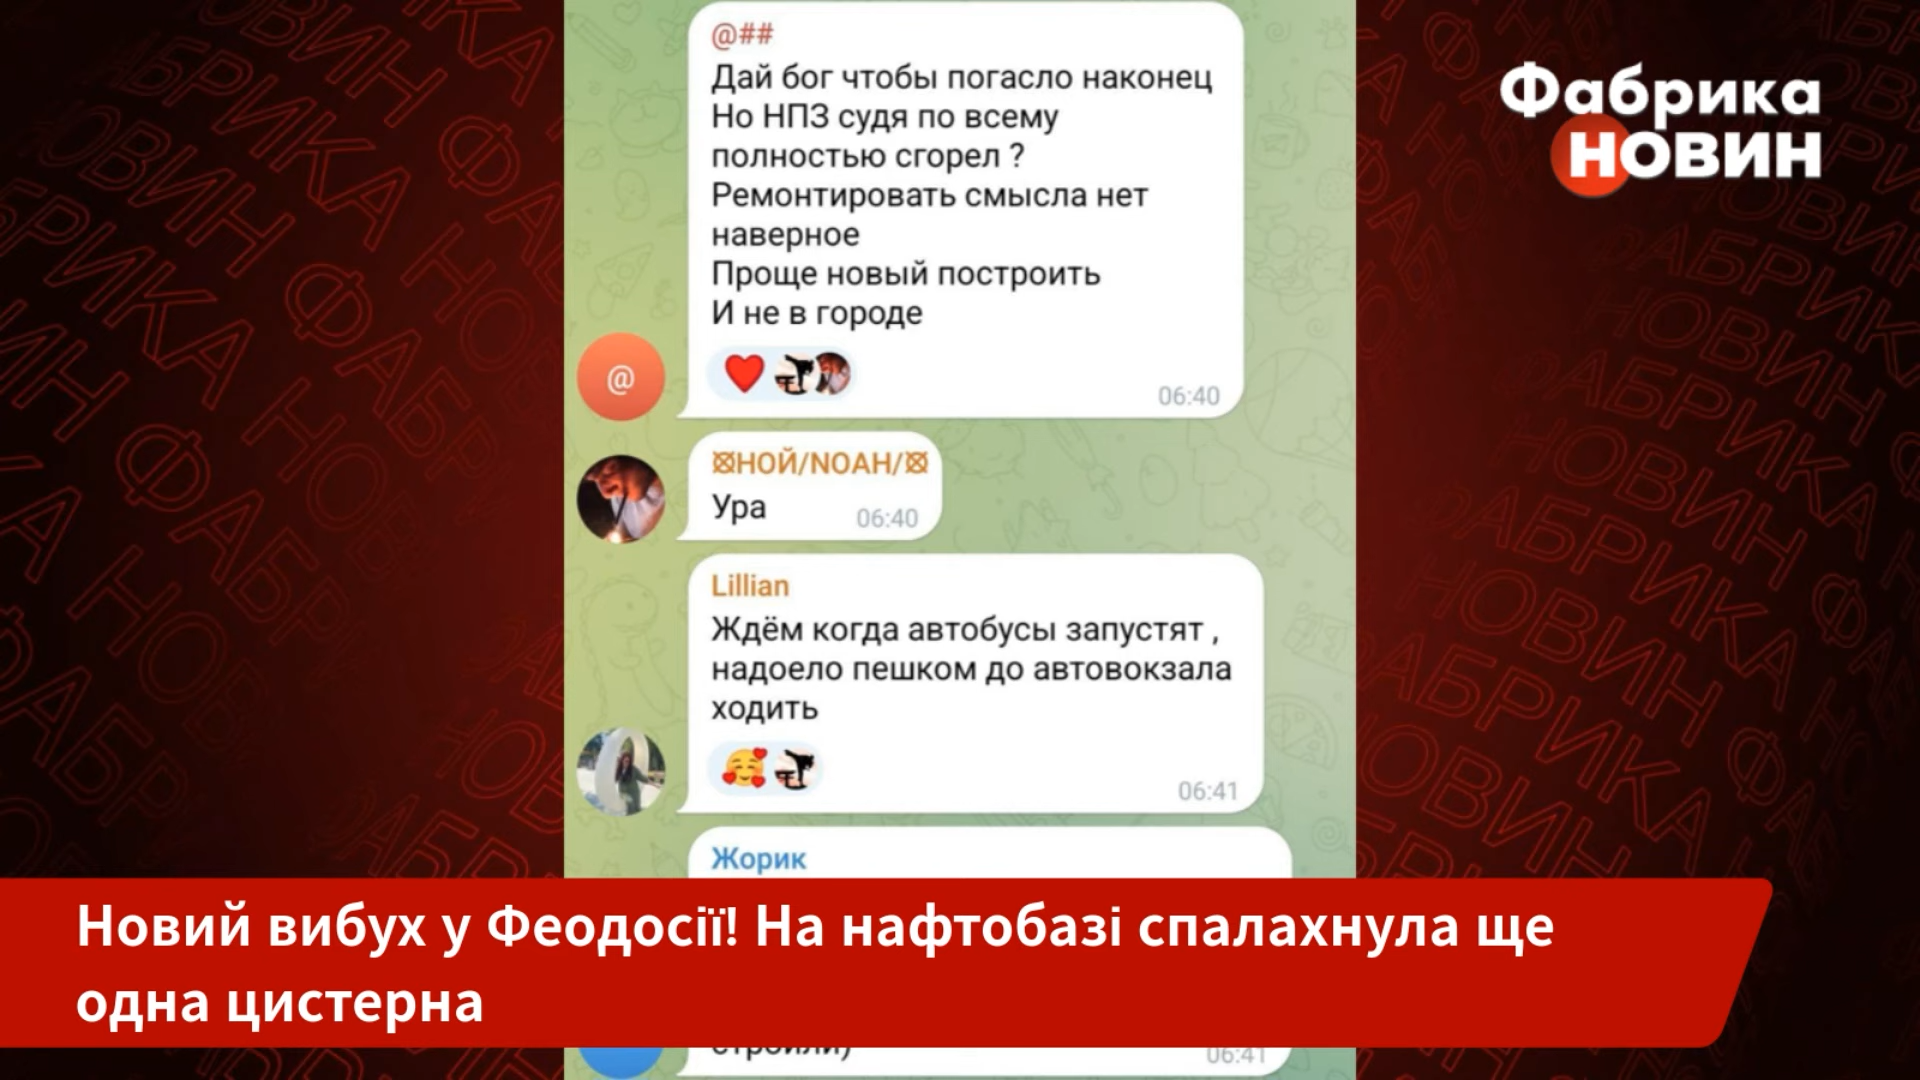 @##
Дай бог чтобы погасло наконец
Но НПЗ судя по всему
полностью сгорел ?
Ремонтировать смысла нет
наверное
Проще новый построить
И не в городе
@
06:40
НОЙ/NOAH/
Ура
06:40
Lillian
Ждём когда автобусы запустят ,
надоело пешком до автовокзала
ходить
06:41
Жорик
06:41
Фабрика
новин
Новий вибух у Феодосії! На нафтобазі спалахнула ще
одна цистерна